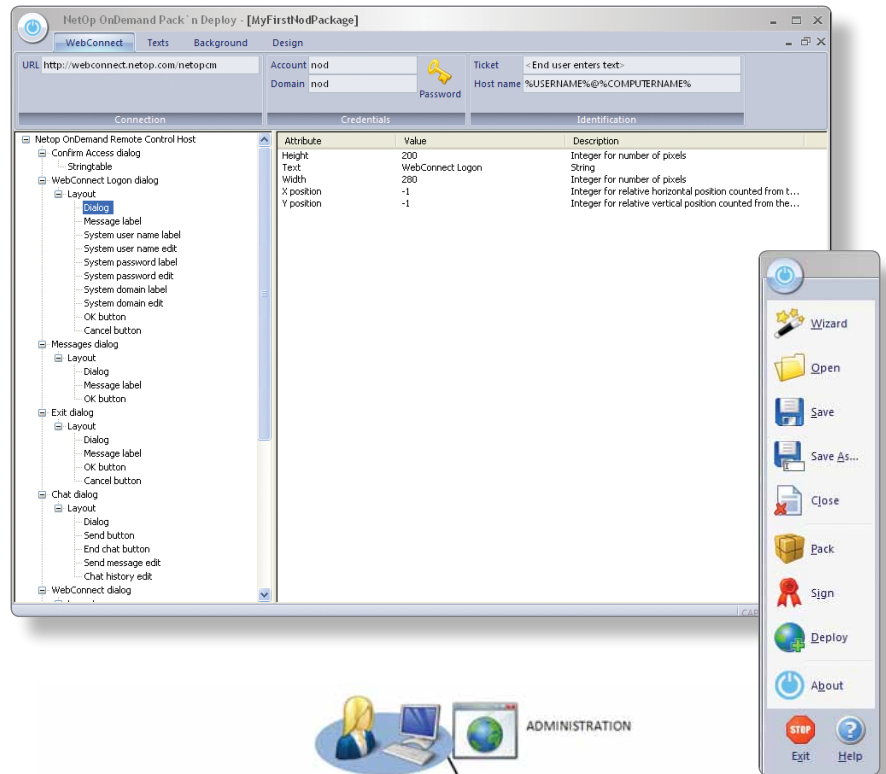 NetOp OnDemand Pack`n Deploy - [MyFirstNodPackage]
WebConnect Texts Background Design
URL http://webconnect.netop.com/netopcm
Connection
Account nod
Domain nod
Password
Credentials
Ticket <End user enters text>
Host name %USERNAME%@%COMPUTERNAME%
Identification
Netop OnDemand Remote Control Host
Confirm Access dialog
Stringtable
WebConnect Logon dialog
Layout
Dialog
Message label
System user name label
System user name edit
System password label
System password edit
System domain label
System domain edit
OK button
Cancel button
Messages dialog
Layout
Dialog
Message label
OK button
Exit dialog
Layout
Dialog
Message label
OK button
Cancel button
Chat dialog
Layout
Dialog
Send button
End chat button
Send message edit
Chat history edit
WebConnect dialog
Attribute Value Description
Height 200 Integer for number of pixels
Text WebConnect Logon String
Width 280 Integer for number of pixels
X position -1 Integer for relative horizontal position counted from t...
Y position -1 Integer for relative vertical position counted from the...
Wizard
Open
Save
Save As...
Close
Pack
Sign
Deploy
About
STOP
Exit
?
Help
ADMINISTRATION